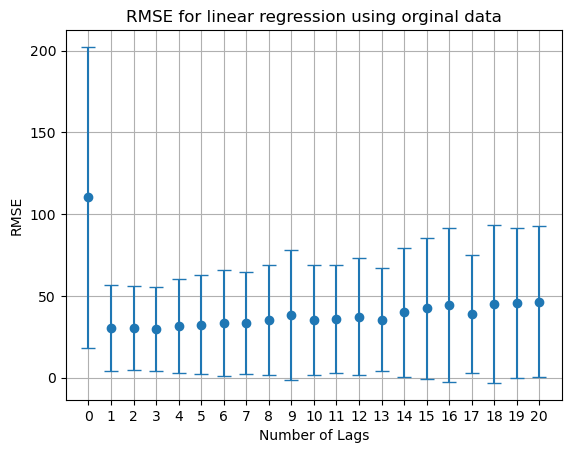 RMSE for linear regression using orginal data
200
150
100
50
0
RMSE
0 1 2 3 4 5 6 7 8 9 10 11 12 13 14 15 16 17 18 19 20
Number of Lags